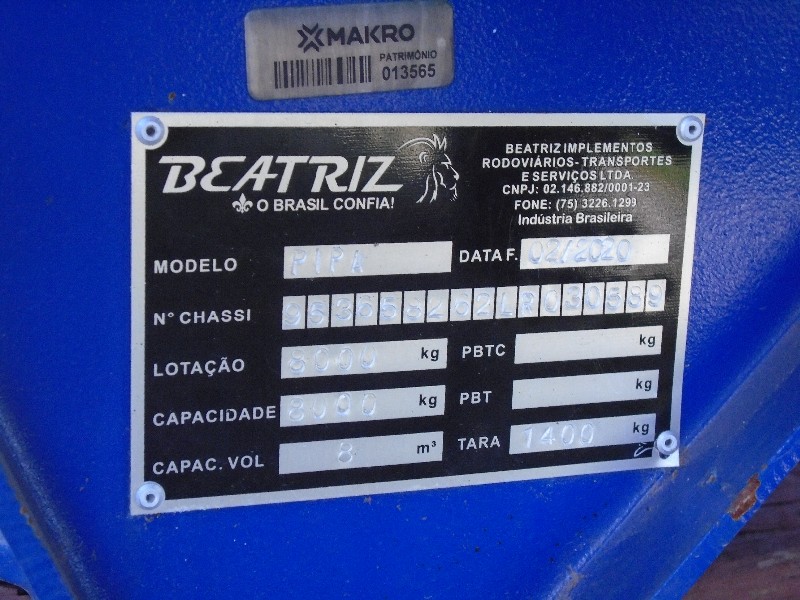 MAKRO
PATRIMÔNIO
013565
BEATRIZ
O BRASIL CONFIA!
BEATRIZ IMPLEMENTOS
RODOVIÁRIOS - TRANSPORTES
E SERVIÇOS LTDA.
CNPJ: 02.146.882/0001-23
FONE: (75) 3226.1299
Indústria Brasileira
MODELO PIPA DATA F. 02/2020
N° CHASSI
LOTAÇÃO 8000 kg PBTC kg
CAPACIDADE 8000 kg PBT kg
CAPAC. VOL 8 m³ TARA 1400 kg